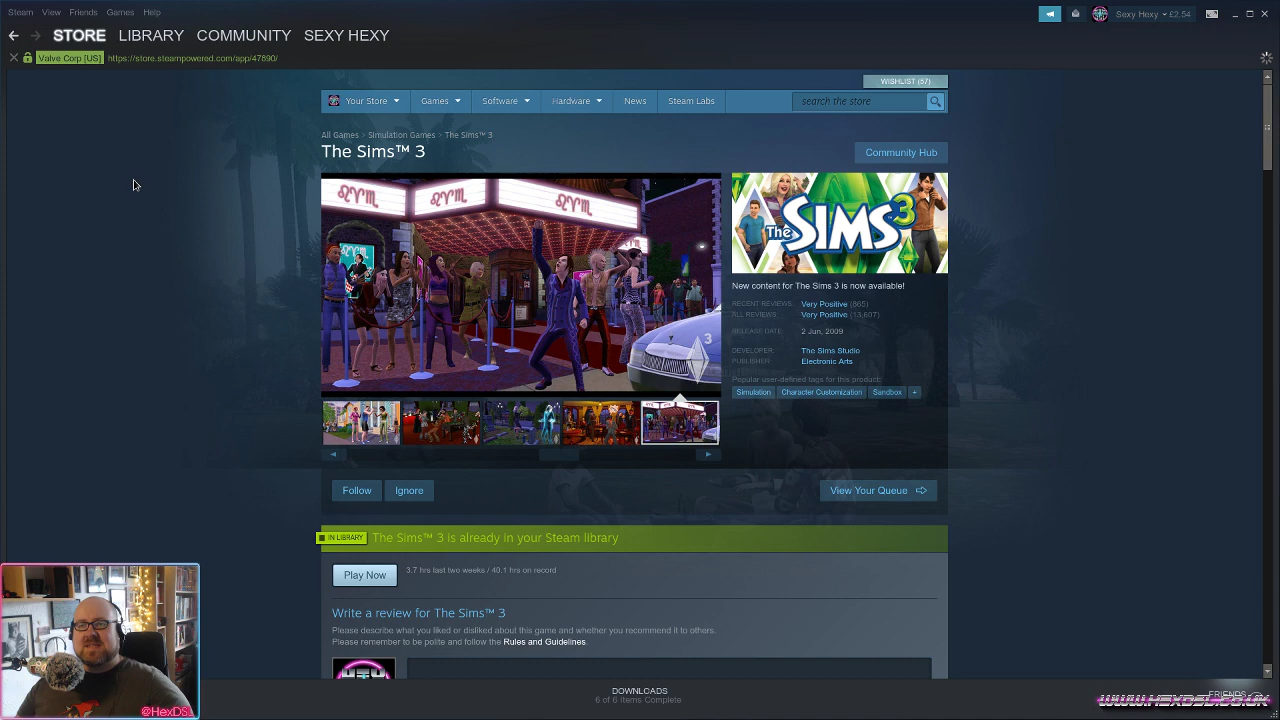 Steam View Friends Games Help
Sexy Hexy £2.54
STORE LIBRARY COMMUNITY SEXY HEXY
Valve Corp [US] https://store.steampowered.com/app/47890/
WISHLIST (57)
Your Store Games Software Hardware News Steam Labs search the store
All Games > Simulation Games > The Sims™ 3
The Sims™ 3
Community Hub
The SIMS 3
3
New content for The Sims 3 is now available!
RECENT REVIEWS: Very Positive (865)
ALL REVIEWS: Very Positive (13,607)
RELEASE DATE: 2 Jun, 2009
DEVELOPER: The Sims Studio
PUBLISHER: Electronic Arts
Popular user-defined tags for this product:
Simulation Character Customization Sandbox +
Follow Ignore View Your Queue
IN LIBRARY The Sims™ 3 is already in your Steam library
Play Now 3.7 hrs last two weeks / 40.1 hrs on record
Write a review for The Sims™ 3
Please describe what you liked or disliked about this game and whether you recommend it to others.
Please remember to be polite and follow the Rules and Guidelines.
DOWNLOADS
6 of 6 Items Complete
FRIENDS
@HexDSL
WWW.HEXDSL.CO.UK